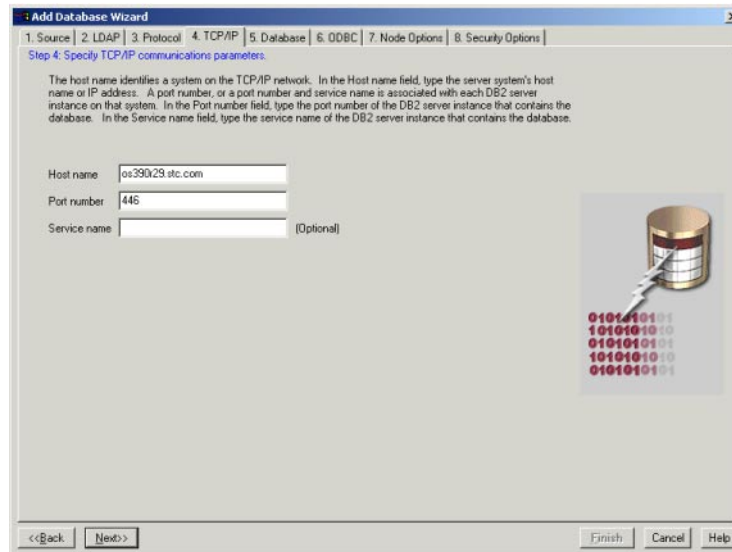 Add Database Wizard
1. Source 2. LDAP 3. Protocol 4. TCP/IP 5. Database 6. ODBC 7. Node Options 8. Security Options
Step 4: Specify TCP/IP communications parameters.
The host name identifies a system on the TCP/IP network. In the Host name field, type the server system's host
name or IP address. A port number, or a port number and service name is associated with each DB2 server
instance on that system. In the Port number field, type the port number of the DB2 server instance that contains the
database. In the Service name field, type the service name of the DB2 server instance that contains the database.
Host name os390r29.stc.com
Port number 446
Service name (Optional)
0101010101
1010101010
0101010101
1010101010
0101010101
<<Back Next>> Finish Cancel Help